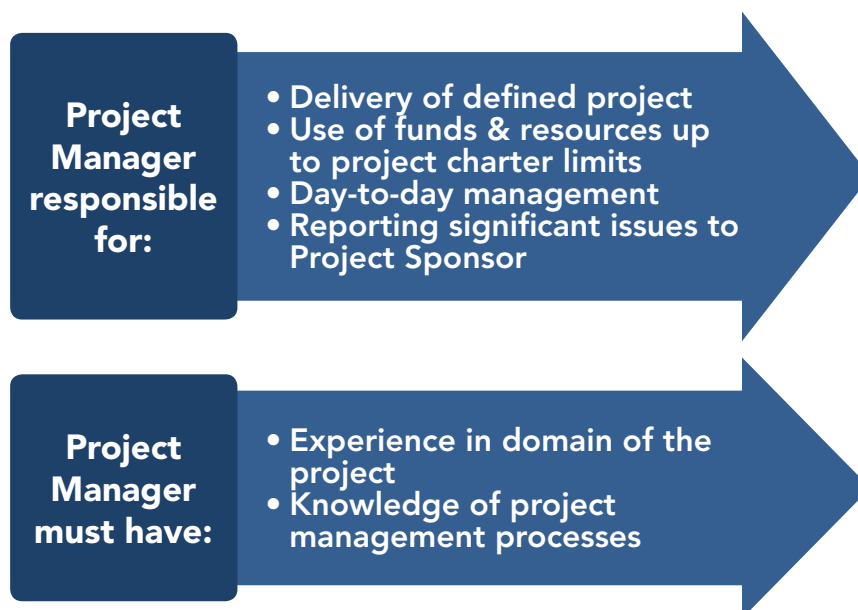 Project
Manager
responsible
for:
• Delivery of defined project
• Use of funds & resources up
to project charter limits
• Day-to-day management
• Reporting significant issues to
Project Sponsor
Project
Manager
must have:
• Experience in domain of the
project
• Knowledge of project
management processes